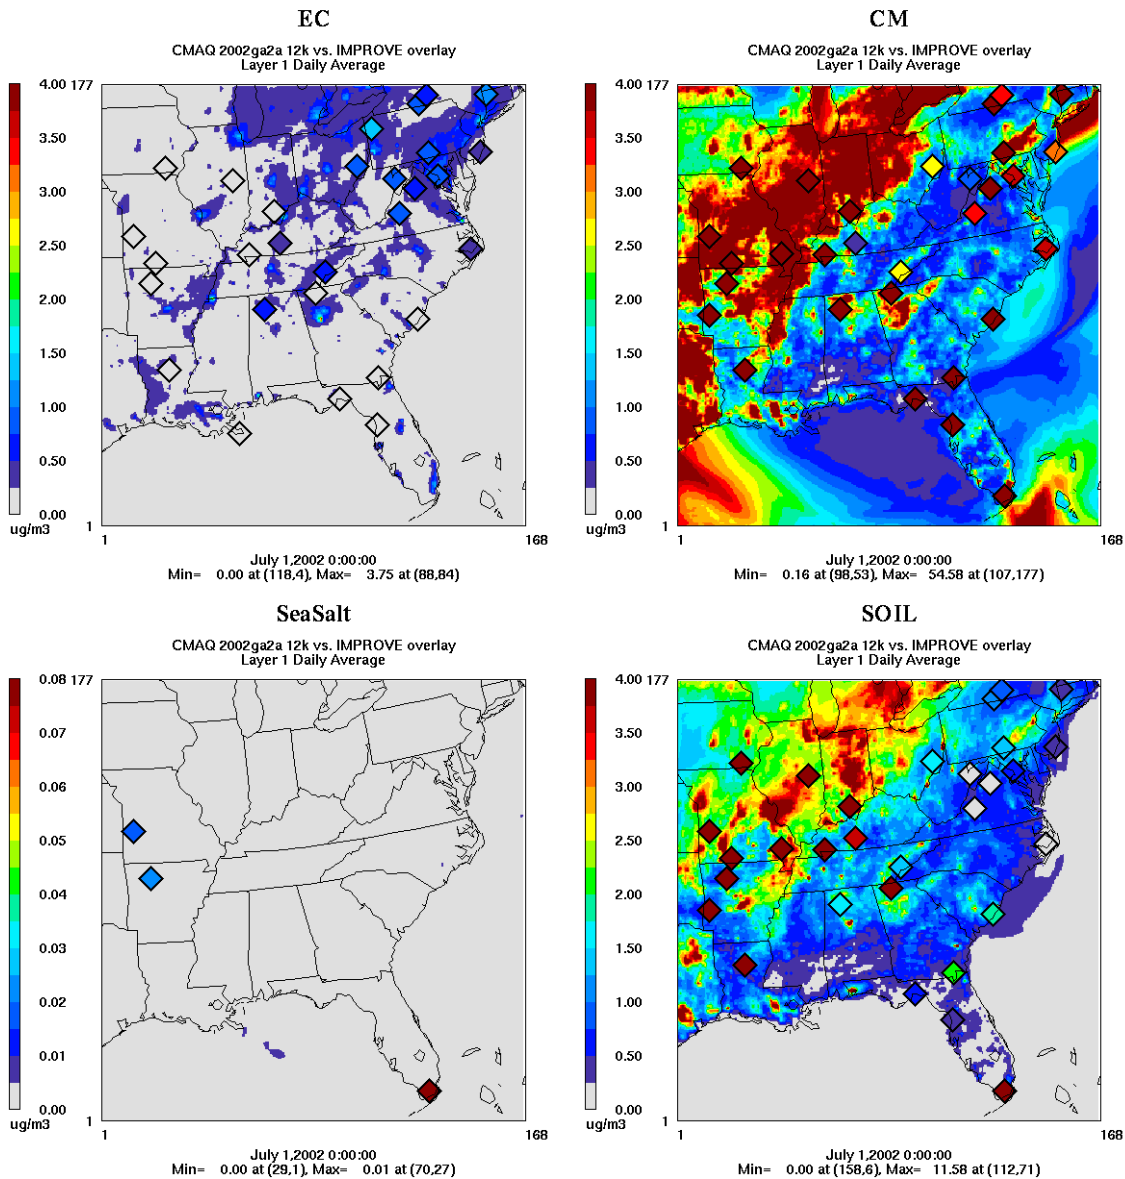 EC
CMAQ 2002ga2a 12k vs. IMPROVE overlay
Layer 1 Daily Average
4.00
3.50
3.00
2.50
2.00
1.50
1.00
0.50
0.00
ug/m3
177
1
1
168
July 1,2002 0:00:00
Min= 0.00 at (118,4), Max= 3.75 at (88,84)
CM
CMAQ 2002ga2a 12k vs. IMPROVE overlay
Layer 1 Daily Average
4.00
3.50
3.00
2.50
2.00
1.50
1.00
0.50
0.00
ug/m3
177
1
1
168
July 1,2002 0:00:00
Min= 0.16 at (98,53), Max= 54.58 at (107,177)
SeaSalt
CMAQ 2002ga2a 12k vs. IMPROVE overlay
Layer 1 Daily Average
0.08
0.07
0.06
0.05
0.04
0.03
0.02
0.01
0.00
ug/m3
177
1
1
168
July 1,2002 0:00:00
Min= 0.00 at (29,1), Max= 0.01 at (70,27)
SOIL
CMAQ 2002ga2a 12k vs. IMPROVE overlay
Layer 1 Daily Average
4.00
3.50
3.00
2.50
2.00
1.50
1.00
0.50
0.00
ug/m3
177
1
1
168
July 1,2002 0:00:00
Min= 0.00 at (158,6), Max= 11.58 at (112,71)